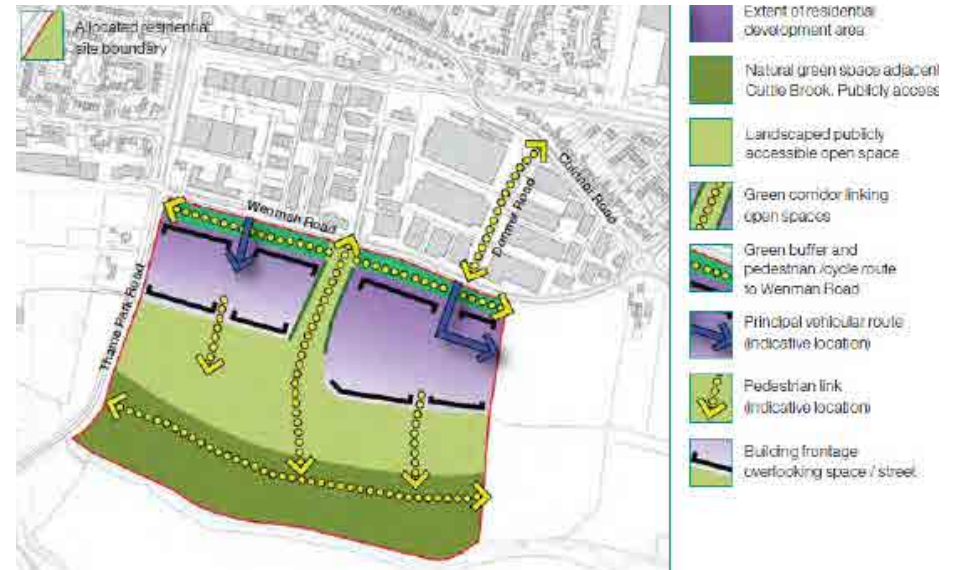 Allocated residential
site boundary
Wenman Road
Chinnor Road
Dormer Road
Thame Park Road
Extent of residential
development area
Natural green space adjacent
Cuttle Brook. Publicly access
Landscaped publicly
accessible open space
Green corridor linking
open spaces
Green buffer and
pedestrian /cycle route
to Wenman Road
Principal vehicular route
(indicative location)
Pedestrian link
(indicative location)
Building frontage
overlooking space / street